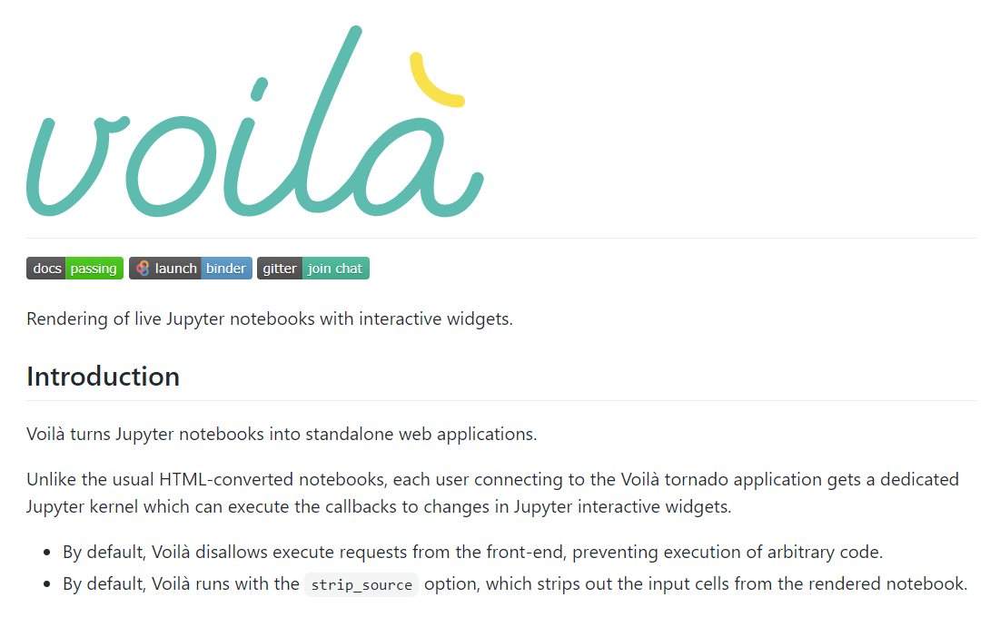 voilà
docs passing launch binder gitter join chat
Rendering of live Jupyter notebooks with interactive widgets.
Introduction
Voilà turns Jupyter notebooks into standalone web applications.
Unlike the usual HTML-converted notebooks, each user connecting to the Voilà tornado application gets a dedicated
Jupyter kernel which can execute the callbacks to changes in Jupyter interactive widgets.
• By default, Voilà disallows execute requests from the front-end, preventing execution of arbitrary code.
• By default, Voilà runs with the strip_source option, which strips out the input cells from the rendered notebook.